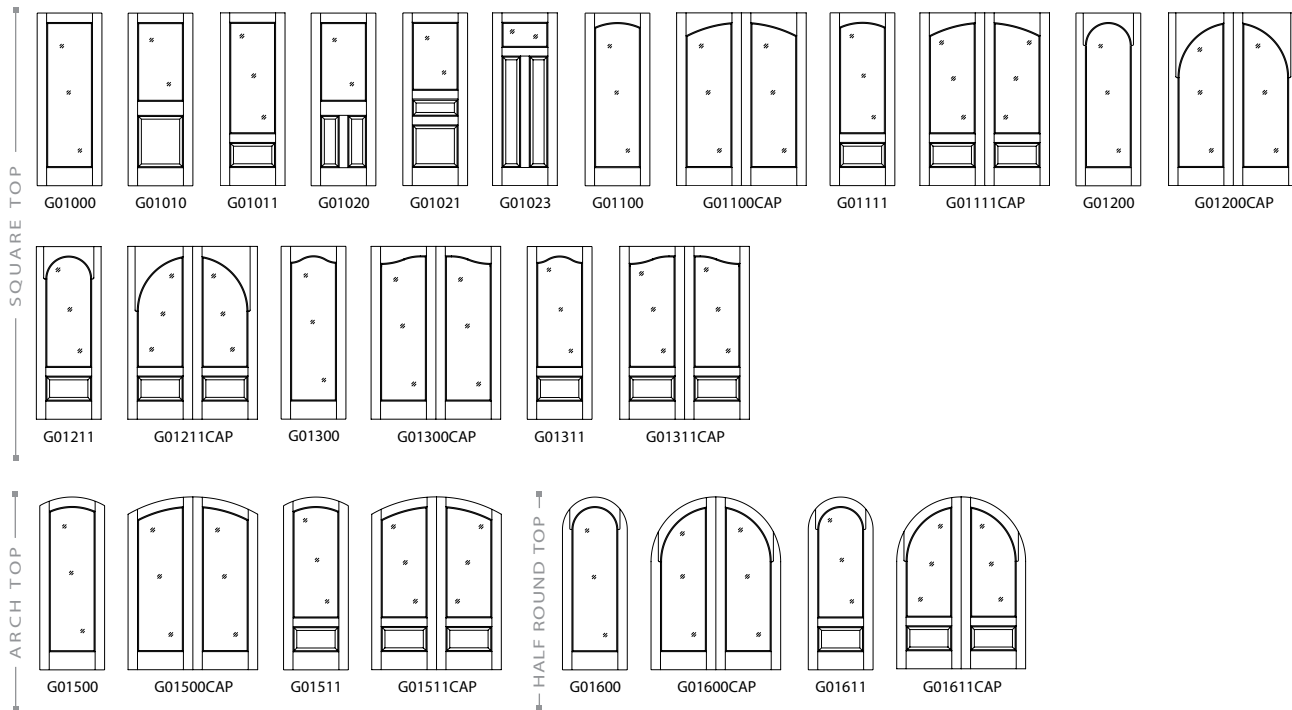 SQUARE TOP
G01000 G01010 G01011 G01020 G01021 G01023 G01100 G01100CAP G01111 G01111CAP G01200 G01200CAP
G01211 G01211CAP G01300 G01300CAP G01311 G01311CAP
ARCH TOP
G01500 G01500CAP G01511 G01511CAP
HALF ROUND TOP
G01600 G01600CAP G01611 G01611CAP